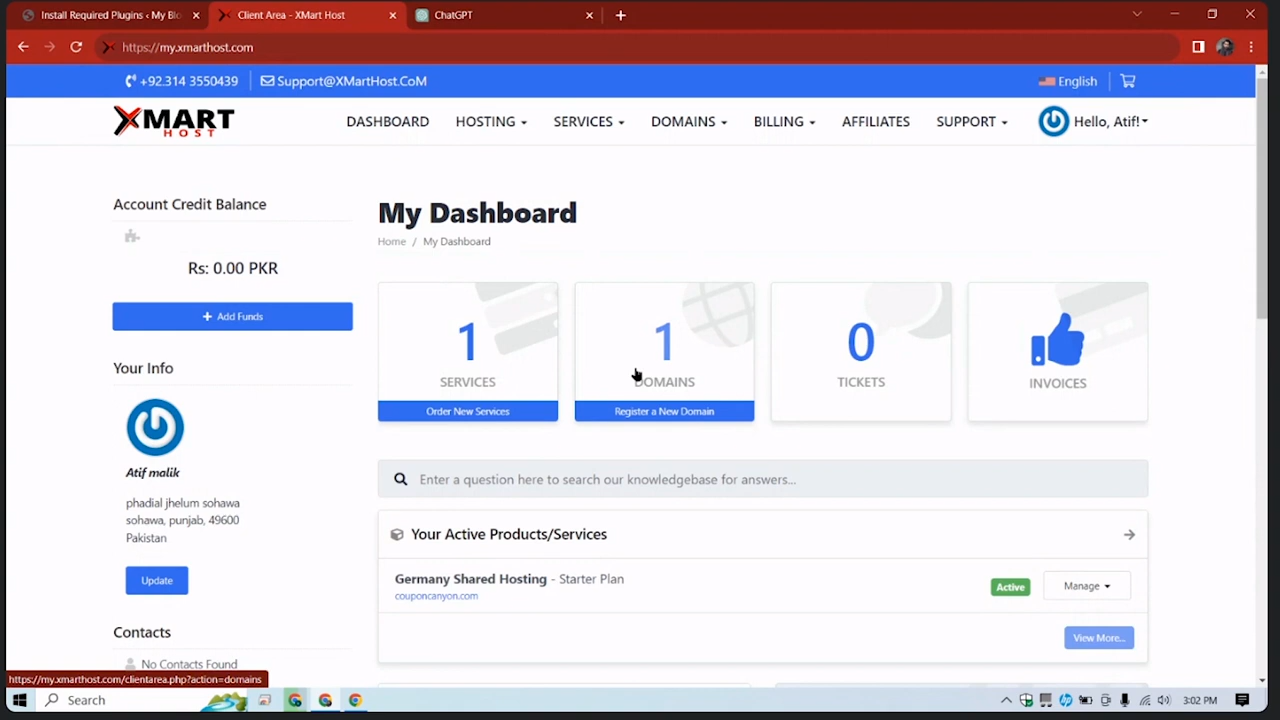 Install Required Plugins ‹ My Blo
Client Area - XMart Host
ChatGPT
https://my.xmarthost.com
+92.314 3550439
Support@XMartHost.CoM
English
XMART
HOST
DASHBOARD
HOSTING
SERVICES
DOMAINS
BILLING
AFFILIATES
SUPPORT
Hello, Atif!
Account Credit Balance
Rs: 0.00 PKR
+ Add Funds
Your Info
Atif malik
phadial jhelum sohawa
sohawa, punjab, 49600
Pakistan
Update
Contacts
No Contacts Found
My Dashboard
Home / My Dashboard
1
SERVICES
Order New Services
1
DOMAINS
Register a New Domain
0
TICKETS
INVOICES
Enter a question here to search our knowledgebase for answers...
Your Active Products/Services
Germany Shared Hosting - Starter Plan
couponcanyon.com
Active
Manage
View More...
https://my.xmarthost.com/clientarea.php?action=domains
Search
3:02 PM